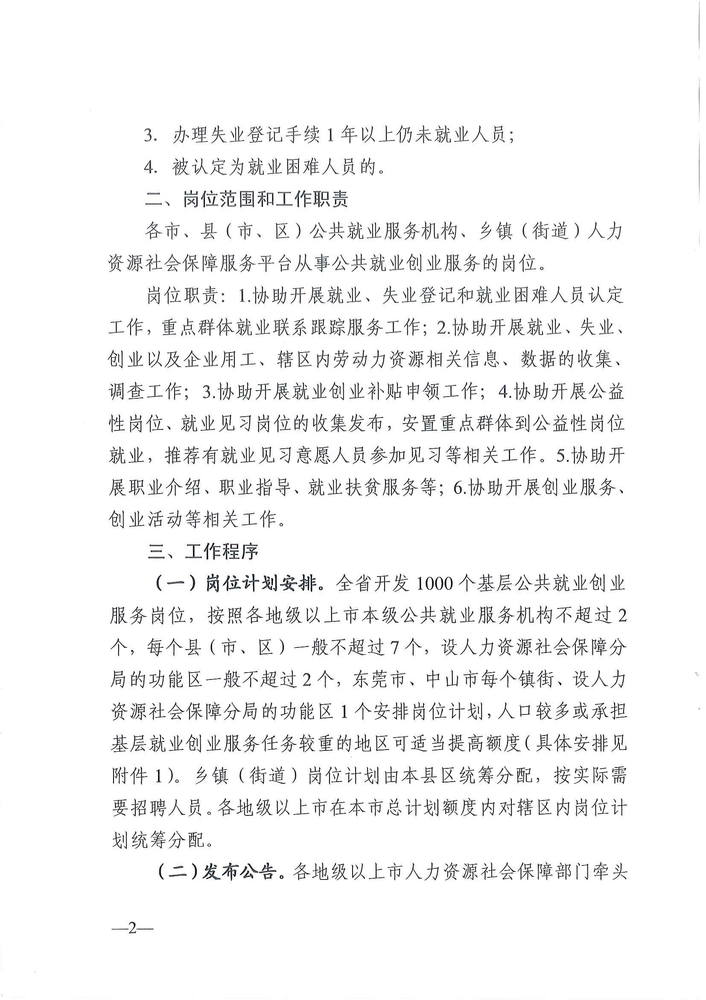 3. 办理失业登记手续1年以上仍未就业人员；
4. 被认定为就业困难人员的。
二、岗位范围和工作职责
各市、县（市、区）公共就业服务机构、乡镇（街道）人力
资源社会保障服务平台从事公共就业创业服务的岗位。
岗位职责：1.协助开展就业、失业登记和就业困难人员认定
工作，重点群体就业联系跟踪服务工作；2.协助开展就业、失业、
创业以及企业用工、辖区内劳动力资源相关信息、数据的收集、
调查工作；3.协助开展就业创业补贴申领工作；4.协助开展公益
性岗位、就业见习岗位的收集发布，安置重点群体到公益性岗位
就业，推荐有就业见习意愿人员参加见习等相关工作。5.协助开
展职业介绍、职业指导、就业扶贫服务等；6.协助开展创业服务、
创业活动等相关工作。
三、工作程序
（一）岗位计划安排。全省开发1000个基层公共就业创业
服务岗位，按照各地级以上市本级公共就业服务机构不超过2
个，每个县（市、区）一般不超过7个，设人力资源社会保障分
局的功能区一般不超过2个，东莞市、中山市每个镇街、设人力
资源社会保障分局的功能区1个安排岗位计划，人口较多或承担
基层就业创业服务任务较重的地区可适当提高额度（具体安排见
附件1）。乡镇（街道）岗位计划由本县区统筹分配，按实际需
要招聘人员。各地级以上市在本市总计划额度内对辖区内岗位计
划统筹分配。
（二）发布公告。各地级以上市人力资源社会保障部门牵头
—2—